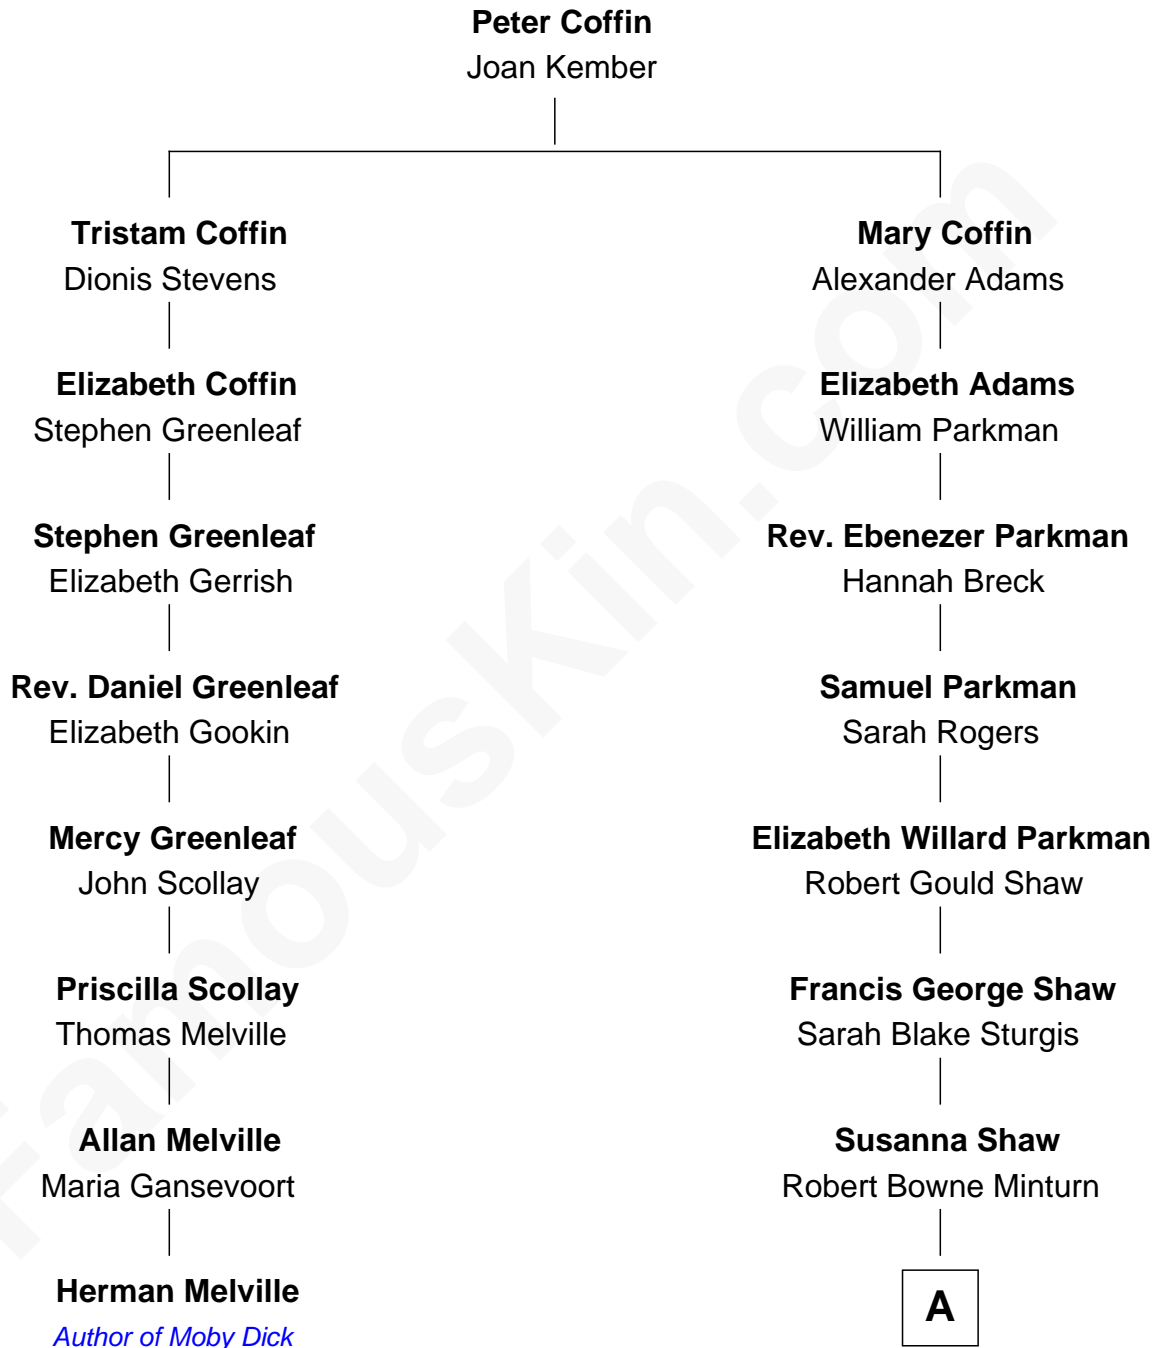 Peter Coffin
Joan Kember
Tristam Coffin
Dionis Stevens
Elizabeth Coffin
Stephen Greenleaf
Stephen Greenleaf
Elizabeth Gerrish
Rev. Daniel Greenleaf
Elizabeth Gookin
Mercy Greenleaf
John Scollay
Priscilla Scollay
Thomas Melville
Allan Melville
Maria Gansevoort
Herman Melville
Author of Moby Dick
Mary Coffin
Alexander Adams
Elizabeth Adams
William Parkman
Rev. Ebenezer Parkman
Hannah Breck
Samuel Parkman
Sarah Rogers
Elizabeth Willard Parkman
Robert Gould Shaw
Francis George Shaw
Sarah Blake Sturgis
Susanna Shaw
Robert Bowne Minturn
A
FamousKin.com